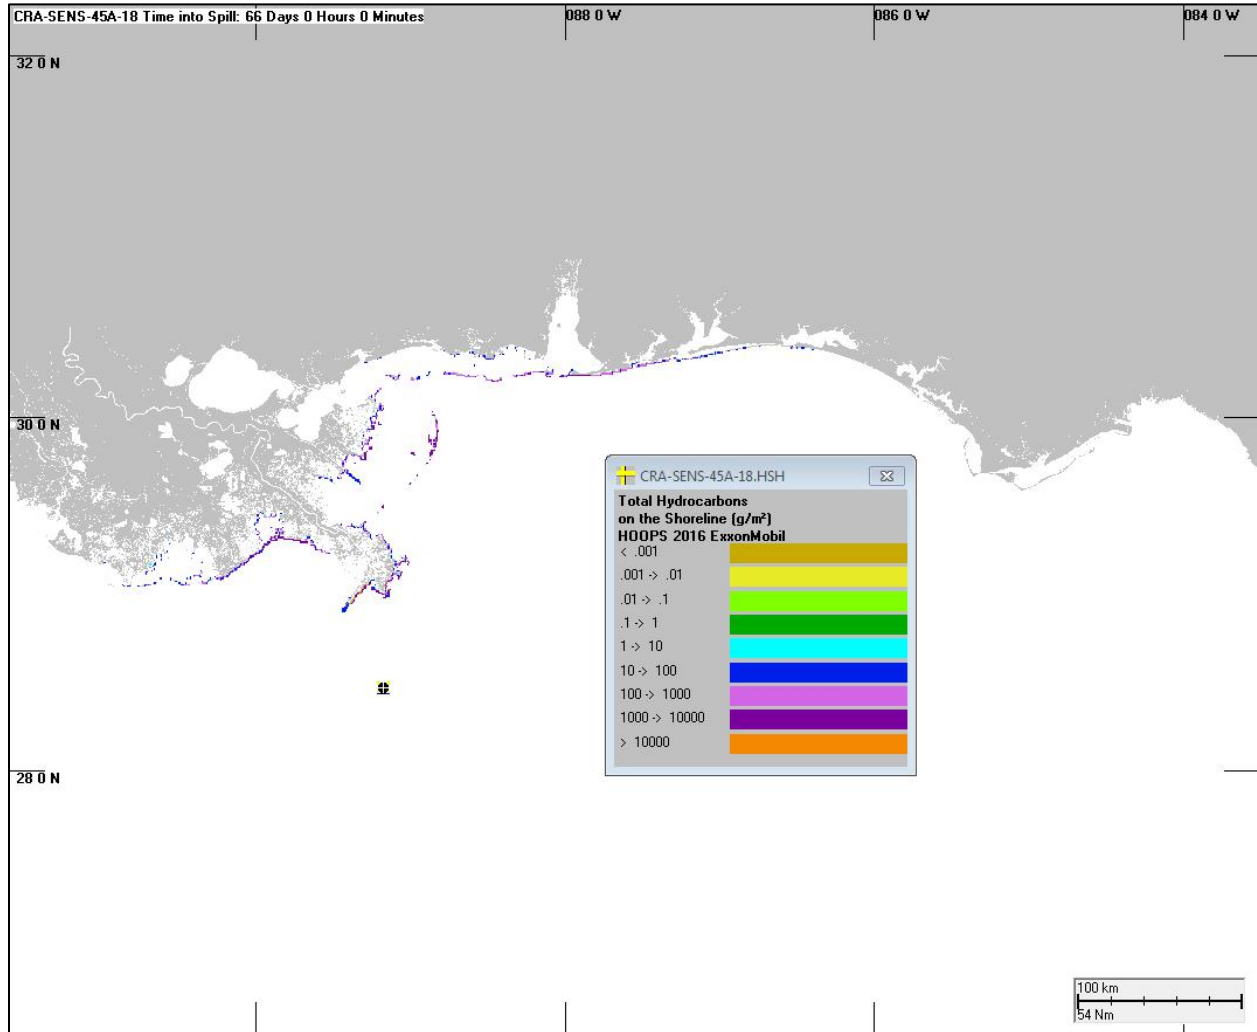 CRA-SENS-45A-18 Time into Spill: 66 Days 0 Hours 0 Minutes
088 0 W
086 0 W
084 0 W
32 0 N
30 0 N
CRA-SENS-45A-18.HSH
Total Hydrocarbons
on the Shoreline (g/m²)
HOOPS 2016 ExxonMobil
< .001
.001 -> .01
.01 -> .1
.1 -> 1
1 -> 10
10 -> 100
100 -> 1000
1000 -> 10000
> 10000
28 0 N
100 km
54 Nm